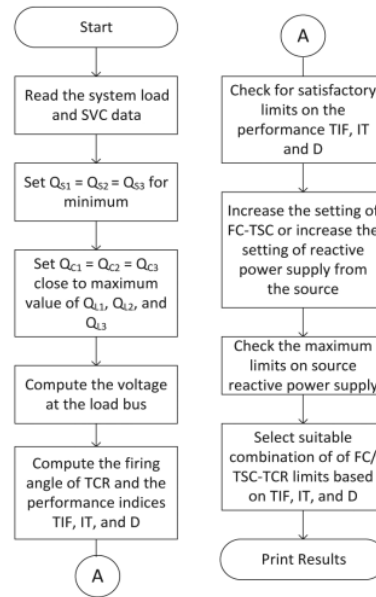 Start
Read the system load
and SVC data
Set QS1 = QS2 = QS3 for
minimum
Set QC1 = QC2 = QC3
close to maximum
value of QL1, QL2, and
QL3
Compute the voltage
at the load bus
Compute the firing
angle of TCR and the
performance indices
TIF, IT, and D
A
A
Check for satisfactory
limits on the
performance TIF, IT
and D
Increase the setting of
FC-TSC or increase the
setting of reactive
power supply from
the source
Check the maximum
limits on source
reactive power supply
Select suitable
combination of of FC/
TSC-TCR limits based
on TIF, IT, and D
Print Results